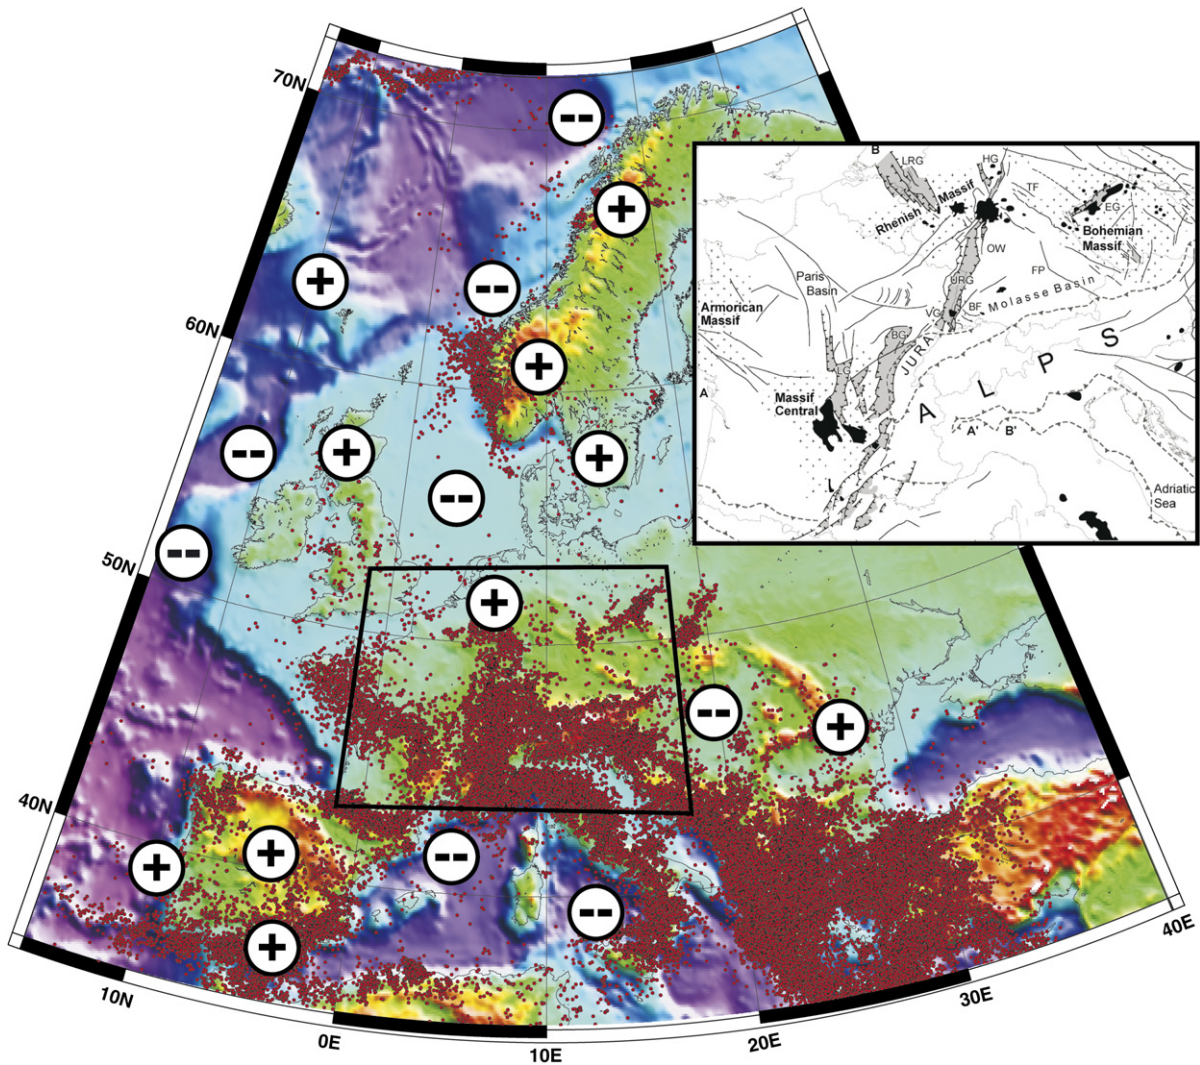 70N
60N
50N
40N
10N
0E
10E
20E
30E
40E
--
+
+
--
+
--
+
+
--
--
+
--
+
--
+
+
+
--
+
--
B
LRG
HG
TF
EG
Rhenish Massif
Bohemian
Massif
OW
FP
URG
Paris
Basin
Molasse Basin
BF
VG
BG
JURA
Armorican
Massif
A L P S
A
Massif
Central
A'
B'
Adriatic
Sea